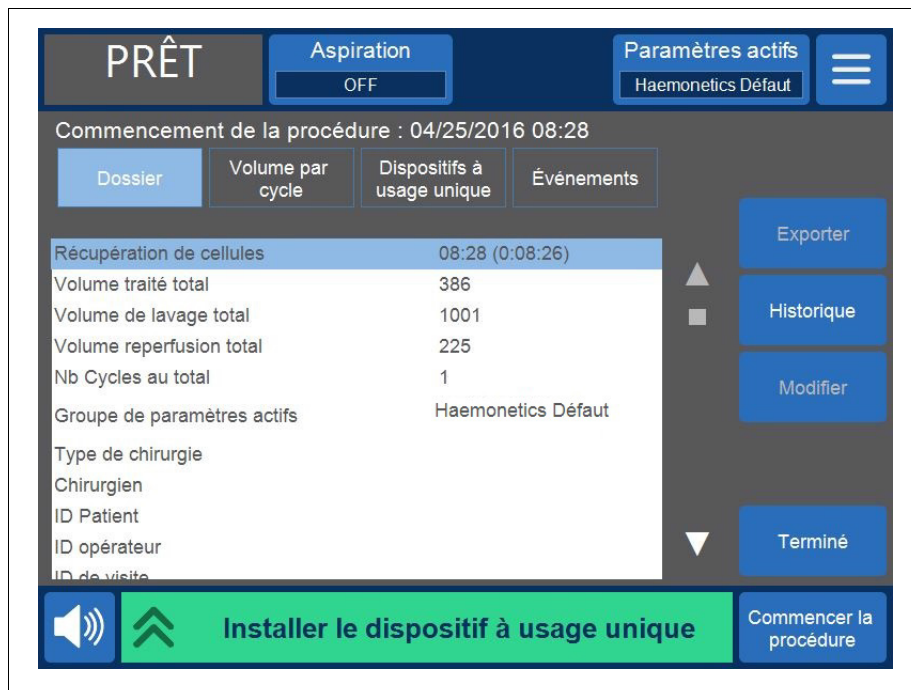 PRÊT
Aspiration
OFF
Paramètres actifs
Haemonetics Défaut
Commencement de la procédure : 04/25/2016 08:28
Dossier
Volume par
cycle
Dispositifs à
usage unique
Événements
Récupération de cellules 08:28 (0:08:26)
Volume traité total 386
Volume de lavage total 1001
Volume reperfusion total 225
Nb Cycles au total 1
Groupe de paramètres actifs Haemonetics Défaut
Type de chirurgie
Chirurgien
ID Patient
ID opérateur
ID de visite
Exporter
Historique
Modifier
Terminé
Installer le dispositif à usage unique
Commencer la
procédure